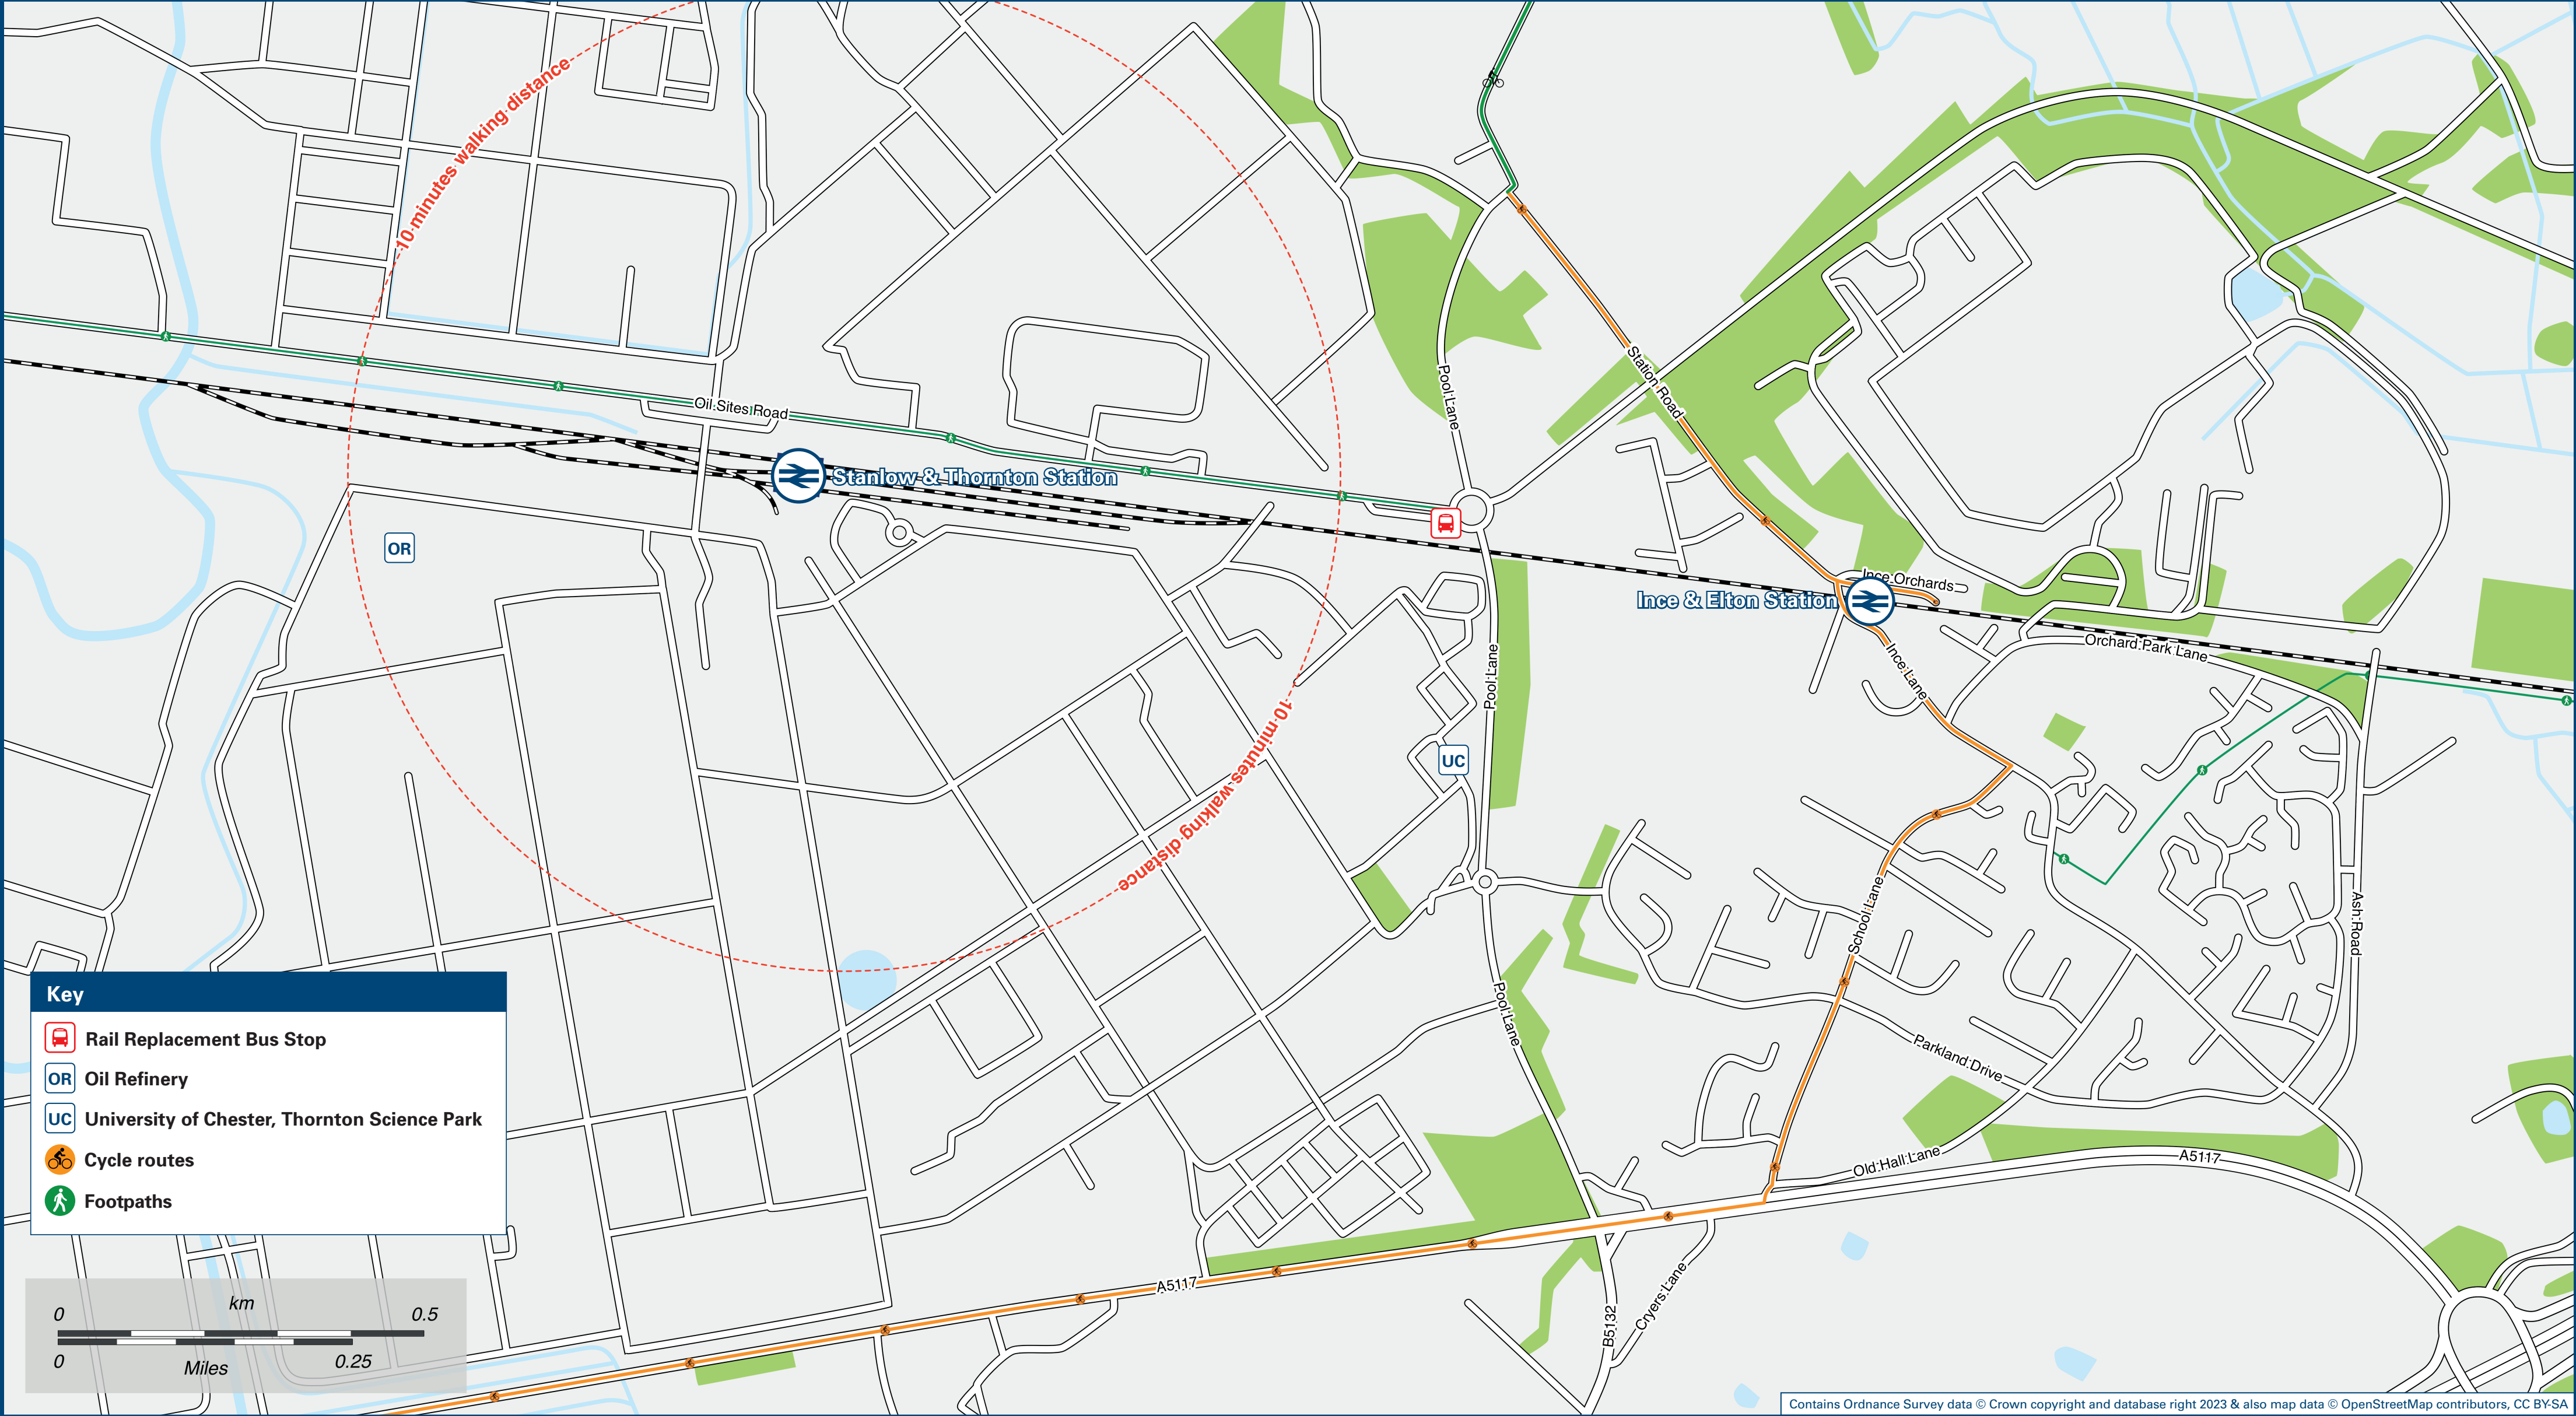 10 minutes walking distance
Station Road
Pool Lane
Oil Sites Road
Stanlow & Thornton Station
OR
Ince Orchards
Ince & Elton Station
Orchard Park Lane
Ince Lane
Pool Lane
10 minutes walking distance
UC
School Lane
Ash Road
Pool Lane
Parkland Drive
Old Hall Lane
A5117
A5117
Cryers Lane
B5132
Key
Rail Replacement Bus Stop
OR Oil Refinery
UC University of Chester, Thornton Science Park
Cycle routes
Footpaths
km
0 0.5
0 0.25
Miles
Contains Ordnance Survey data © Crown copyright and database right 2023 & also map data © OpenStreetMap contributors, CC BY-SA